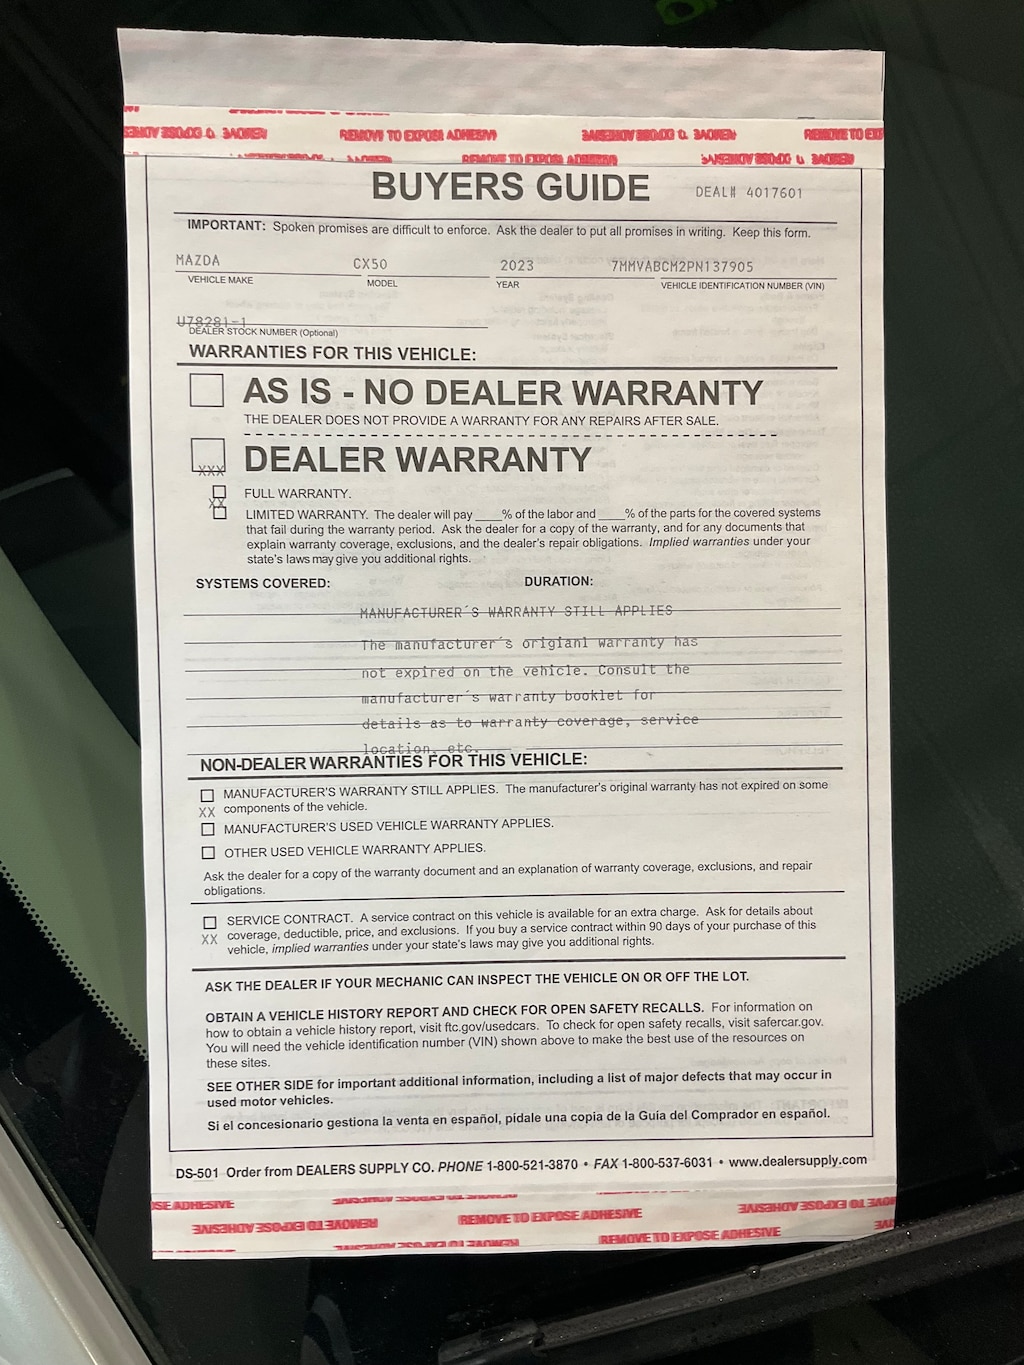 REMOVE TO EXPOSE ADHESIVE
BUYERS GUIDE
DEAL# 4017601
IMPORTANT: Spoken promises are difficult to enforce. Ask the dealer to put all promises in writing. Keep this form.
MAZDA CX50 2023 7MMVABCM2PN137905
VEHICLE MAKE MODEL YEAR VEHICLE IDENTIFICATION NUMBER (VIN)
U78281-1
DEALER STOCK NUMBER (Optional)
WARRANTIES FOR THIS VEHICLE:
AS IS - NO DEALER WARRANTY
THE DEALER DOES NOT PROVIDE A WARRANTY FOR ANY REPAIRS AFTER SALE.
XXX DEALER WARRANTY
FULL WARRANTY.
XX
LIMITED WARRANTY. The dealer will pay ____% of the labor and ____% of the parts for the covered systems
that fail during the warranty period. Ask the dealer for a copy of the warranty, and for any documents that
explain warranty coverage, exclusions, and the dealer's repair obligations. Implied warranties under your
state's laws may give you additional rights.
SYSTEMS COVERED: DURATION:
MANUFACTURER´S WARRANTY STILL APPLIES
The manufacturer´s origianl warranty has
not expired on the vehicle. Consult the
manufacturer´s warranty booklet for
details as to warranty coverage, service
location, etc.
NON-DEALER WARRANTIES FOR THIS VEHICLE:
MANUFACTURER'S WARRANTY STILL APPLIES. The manufacturer's original warranty has not expired on some
XX components of the vehicle.
MANUFACTURER'S USED VEHICLE WARRANTY APPLIES.
OTHER USED VEHICLE WARRANTY APPLIES.
Ask the dealer for a copy of the warranty document and an explanation of warranty coverage, exclusions, and repair
obligations.
SERVICE CONTRACT. A service contract on this vehicle is available for an extra charge. Ask for details about
XX coverage, deductible, price, and exclusions. If you buy a service contract within 90 days of your purchase of this
vehicle, implied warranties under your state's laws may give you additional rights.
ASK THE DEALER IF YOUR MECHANIC CAN INSPECT THE VEHICLE ON OR OFF THE LOT.
OBTAIN A VEHICLE HISTORY REPORT AND CHECK FOR OPEN SAFETY RECALLS. For information on
how to obtain a vehicle history report, visit ftc.gov/usedcars. To check for open safety recalls, visit safercar.gov.
You will need the vehicle identification number (VIN) shown above to make the best use of the resources on
these sites.
SEE OTHER SIDE for important additional information, including a list of major defects that may occur in
used motor vehicles.
Si el concesionario gestiona la venta en español, pídale una copia de la Guía del Comprador en español.
DS-501 Order from DEALERS SUPPLY CO. PHONE 1-800-521-3870 • FAX 1-800-537-6031 • www.dealersupply.com
REMOVE TO EXPOSE ADHESIVE
REMOVE TO EXPOSE ADHESIVE
REMOVE TO EXPOSE ADHESIVE